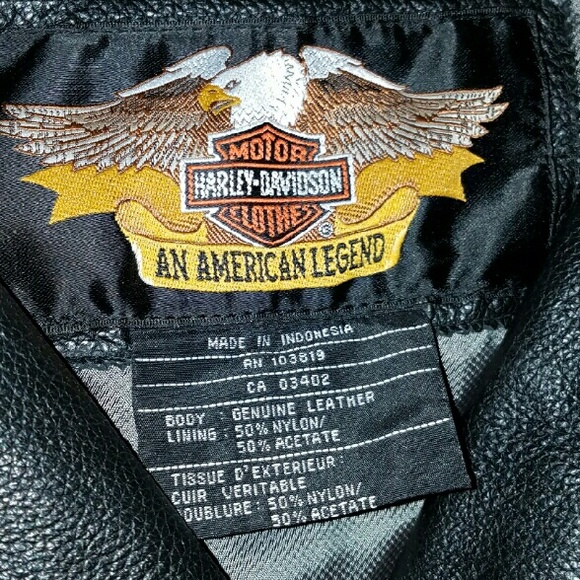 MOTOR
HARLEY-DAVIDSON
CLOTHES
®
AN AMERICAN LEGEND
MADE IN INDONESIA
RN 103819
CA 03402
BODY : GENUINE LEATHER
LINING : 50% NYLON/
50% ACETATE
TISSUE D'EXTERIEUR :
CUIR VERITABLE
DOUBLURE : 50% NYLON/
50% ACETATE